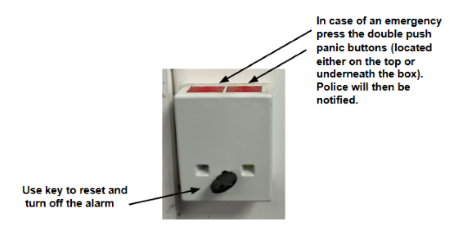 In case of an emergency
press the double push
panic buttons (located
either on the top or
underneath the box).
Police will then be
notified.
Use key to reset and
turn off the alarm